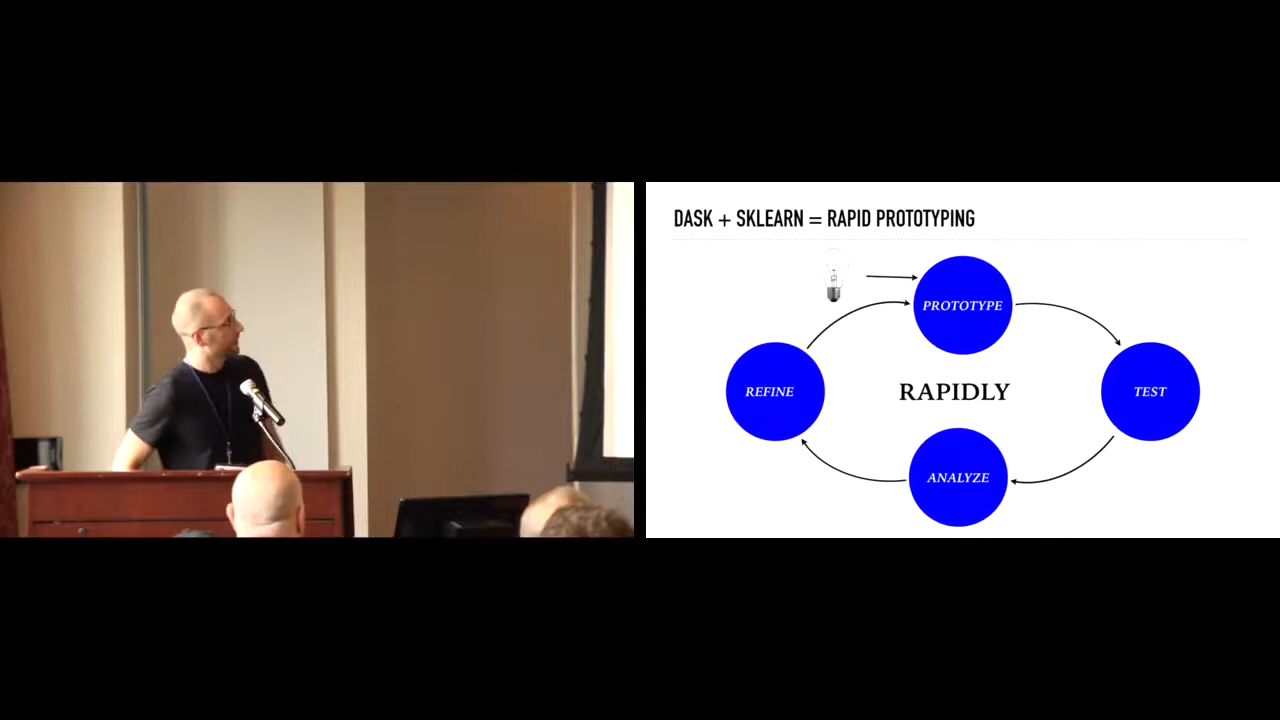 DASK + SKLEARN = RAPID PROTOTYPING
PROTOTYPE
REFINE
RAPIDLY
TEST
ANALYZE